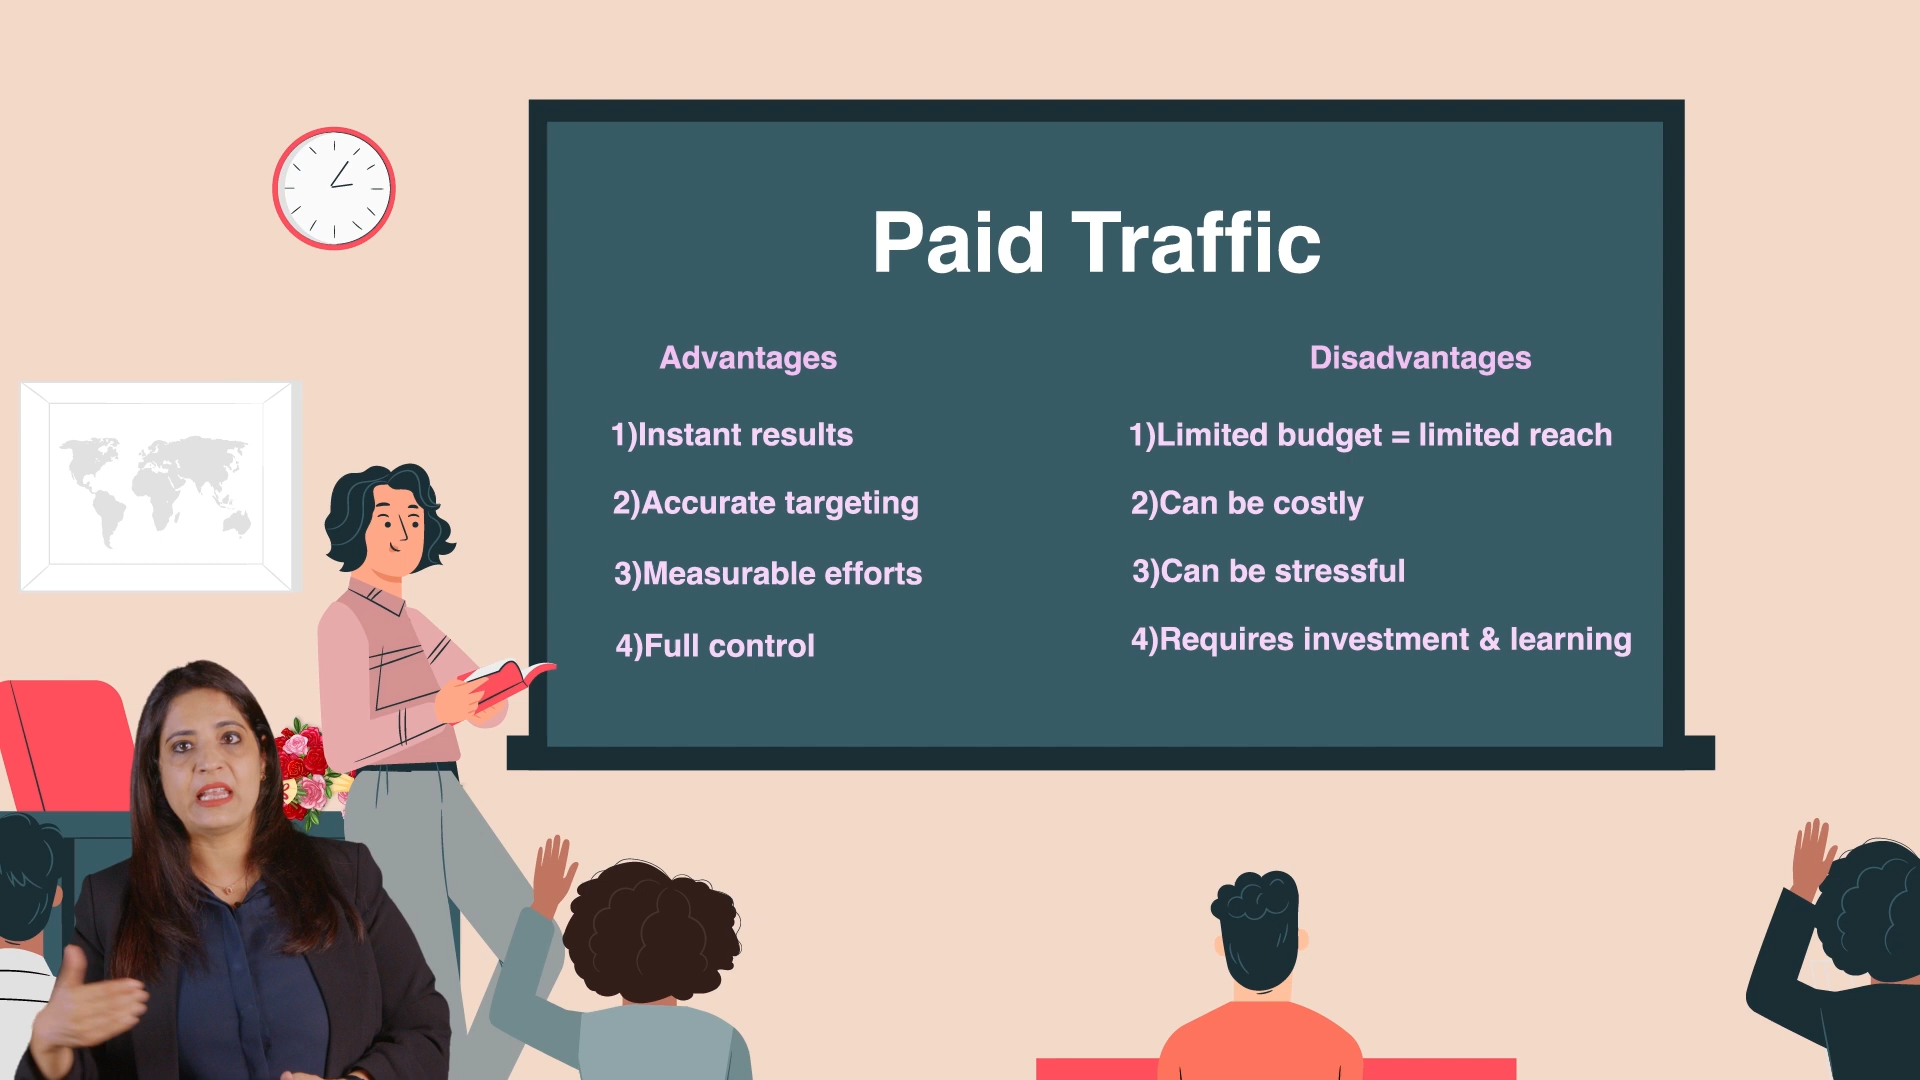 Paid Traffic
Advantages
1)Instant results
2)Accurate targeting
3)Measurable efforts
4)Full control
Disadvantages
1)Limited budget = limited reach
2)Can be costly
3)Can be stressful
4)Requires investment & learning